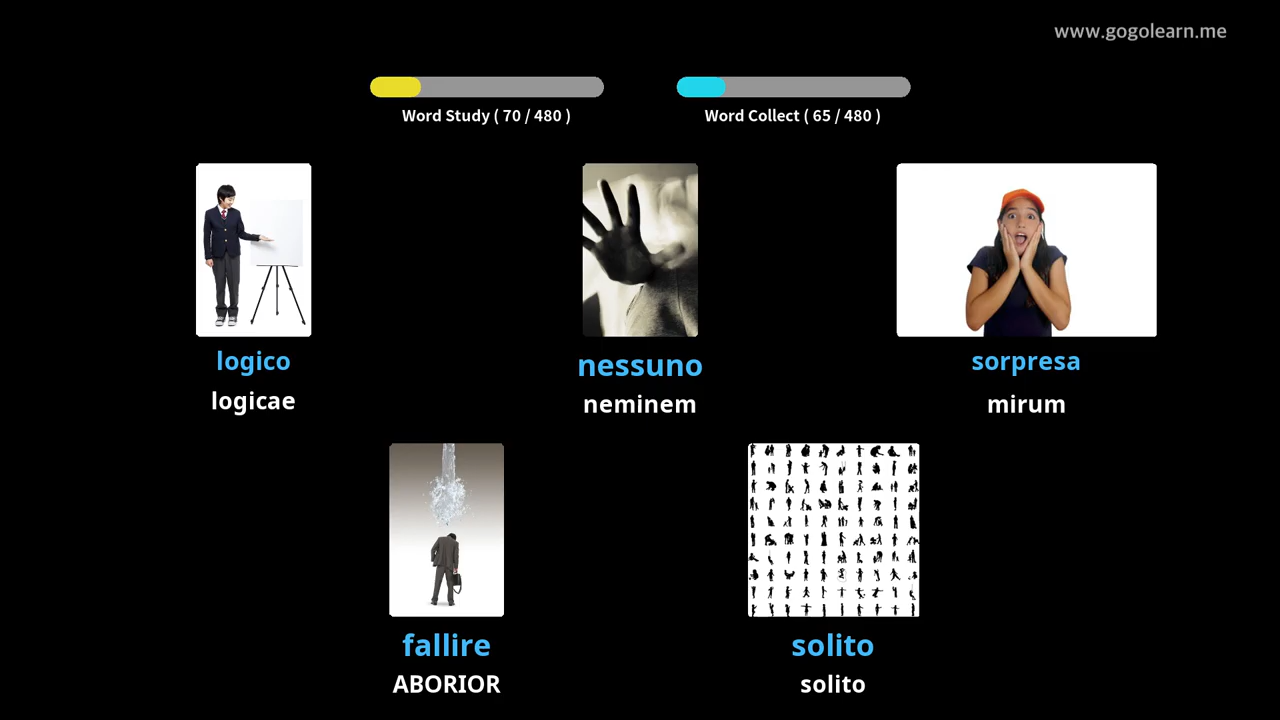 www.gogolearn.me
Word Study ( 70 / 480 )
Word Collect ( 65 / 480 )
logico
nessuno
sorpresa
logicae
neminem
mirum
fallire
solito
ABORIOR
solito